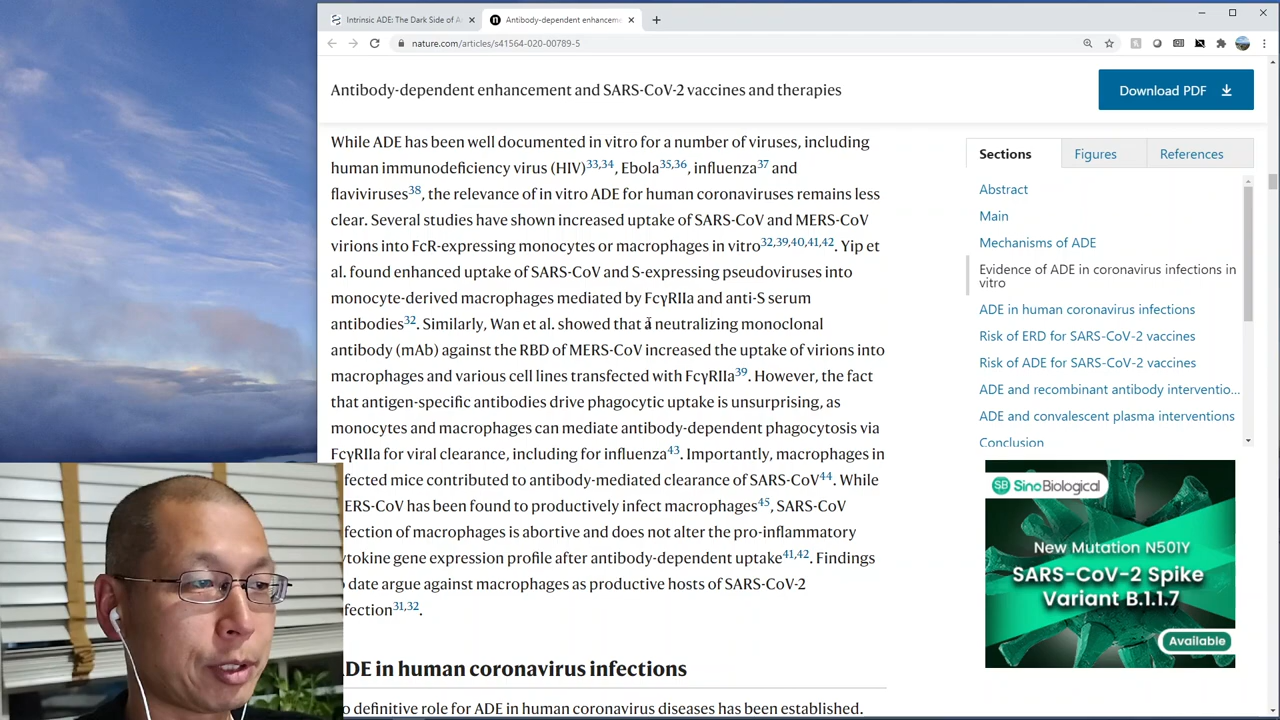 Intrinsic ADE: The Dark Side of A
Antibody-dependent enhancemen
nature.com/articles/s41564-020-00789-5
Antibody-dependent enhancement and SARS-CoV-2 vaccines and therapies
Download PDF
While ADE has been well documented in vitro for a number of viruses, including
human immunodeficiency virus (HIV)33,34, Ebola35,36, influenza37 and
flaviviruses38, the relevance of in vitro ADE for human coronaviruses remains less
clear. Several studies have shown increased uptake of SARS-CoV and MERS-CoV
virions into FcR-expressing monocytes or macrophages in vitro32,39,40,41,42. Yip et
al. found enhanced uptake of SARS-CoV and S-expressing pseudoviruses into
monocyte-derived macrophages mediated by FcγRIIa and anti-S serum
antibodies32. Similarly, Wan et al. showed that a neutralizing monoclonal
antibody (mAb) against the RBD of MERS-CoV increased the uptake of virions into
macrophages and various cell lines transfected with FcγRIIa39. However, the fact
that antigen-specific antibodies drive phagocytic uptake is unsurprising, as
monocytes and macrophages can mediate antibody-dependent phagocytosis via
FcγRIIa for viral clearance, including for influenza43. Importantly, macrophages in
fected mice contributed to antibody-mediated clearance of SARS-CoV44. While
ERS-CoV has been found to productively infect macrophages45, SARS-CoV
fection of macrophages is abortive and does not alter the pro-inflammatory
ytokine gene expression profile after antibody-dependent uptake41,42. Findings
date argue against macrophages as productive hosts of SARS-CoV-2
fection31,32.
DE in human coronavirus infections
o definitive role for ADE in human coronavirus diseases has been established.
Sections
Figures
References
Abstract
Main
Mechanisms of ADE
Evidence of ADE in coronavirus infections in
vitro
ADE in human coronavirus infections
Risk of ERD for SARS-CoV-2 vaccines
Risk of ADE for SARS-CoV-2 vaccines
ADE and recombinant antibody interventio...
ADE and convalescent plasma interventions
Conclusion
SB SinoBiological
New Mutation N501Y
SARS-CoV-2 Spike
Variant B.1.1.7
Available